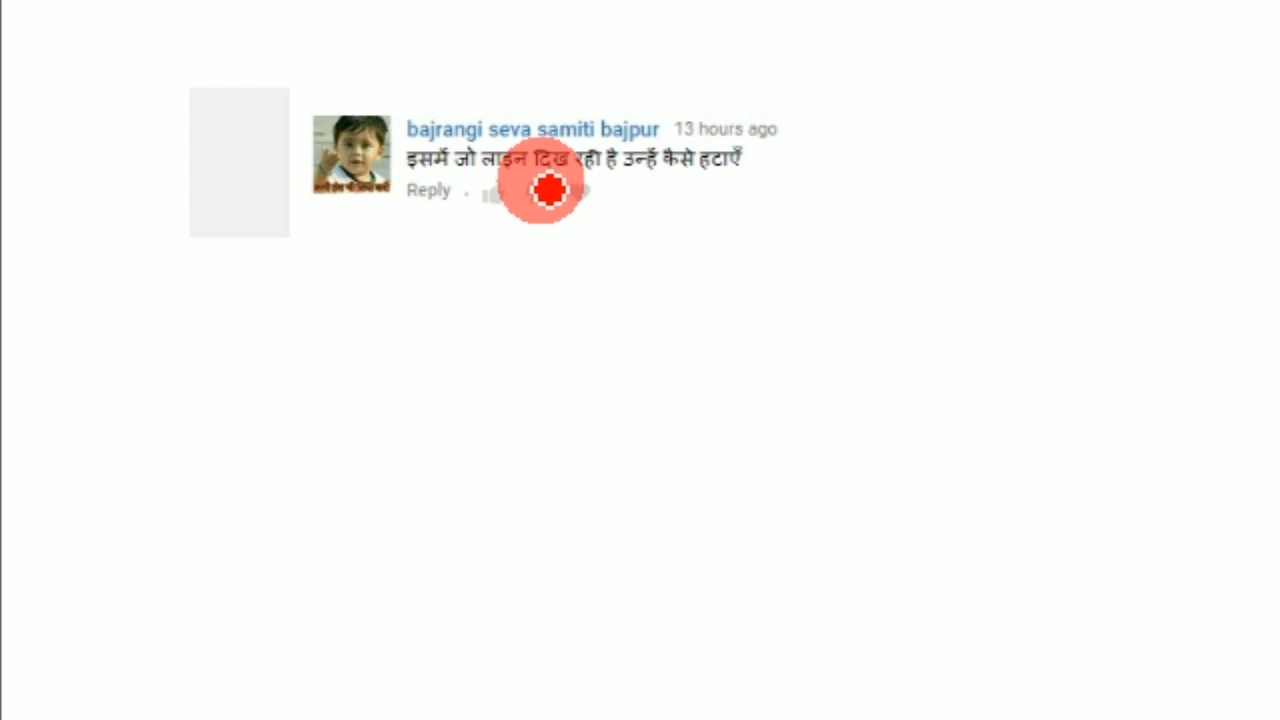 bajrangi seva samiti bajpur 13 hours ago
इसमें जो लाइन दिख रही है उन्हें कैसे हटाएँ
Reply .